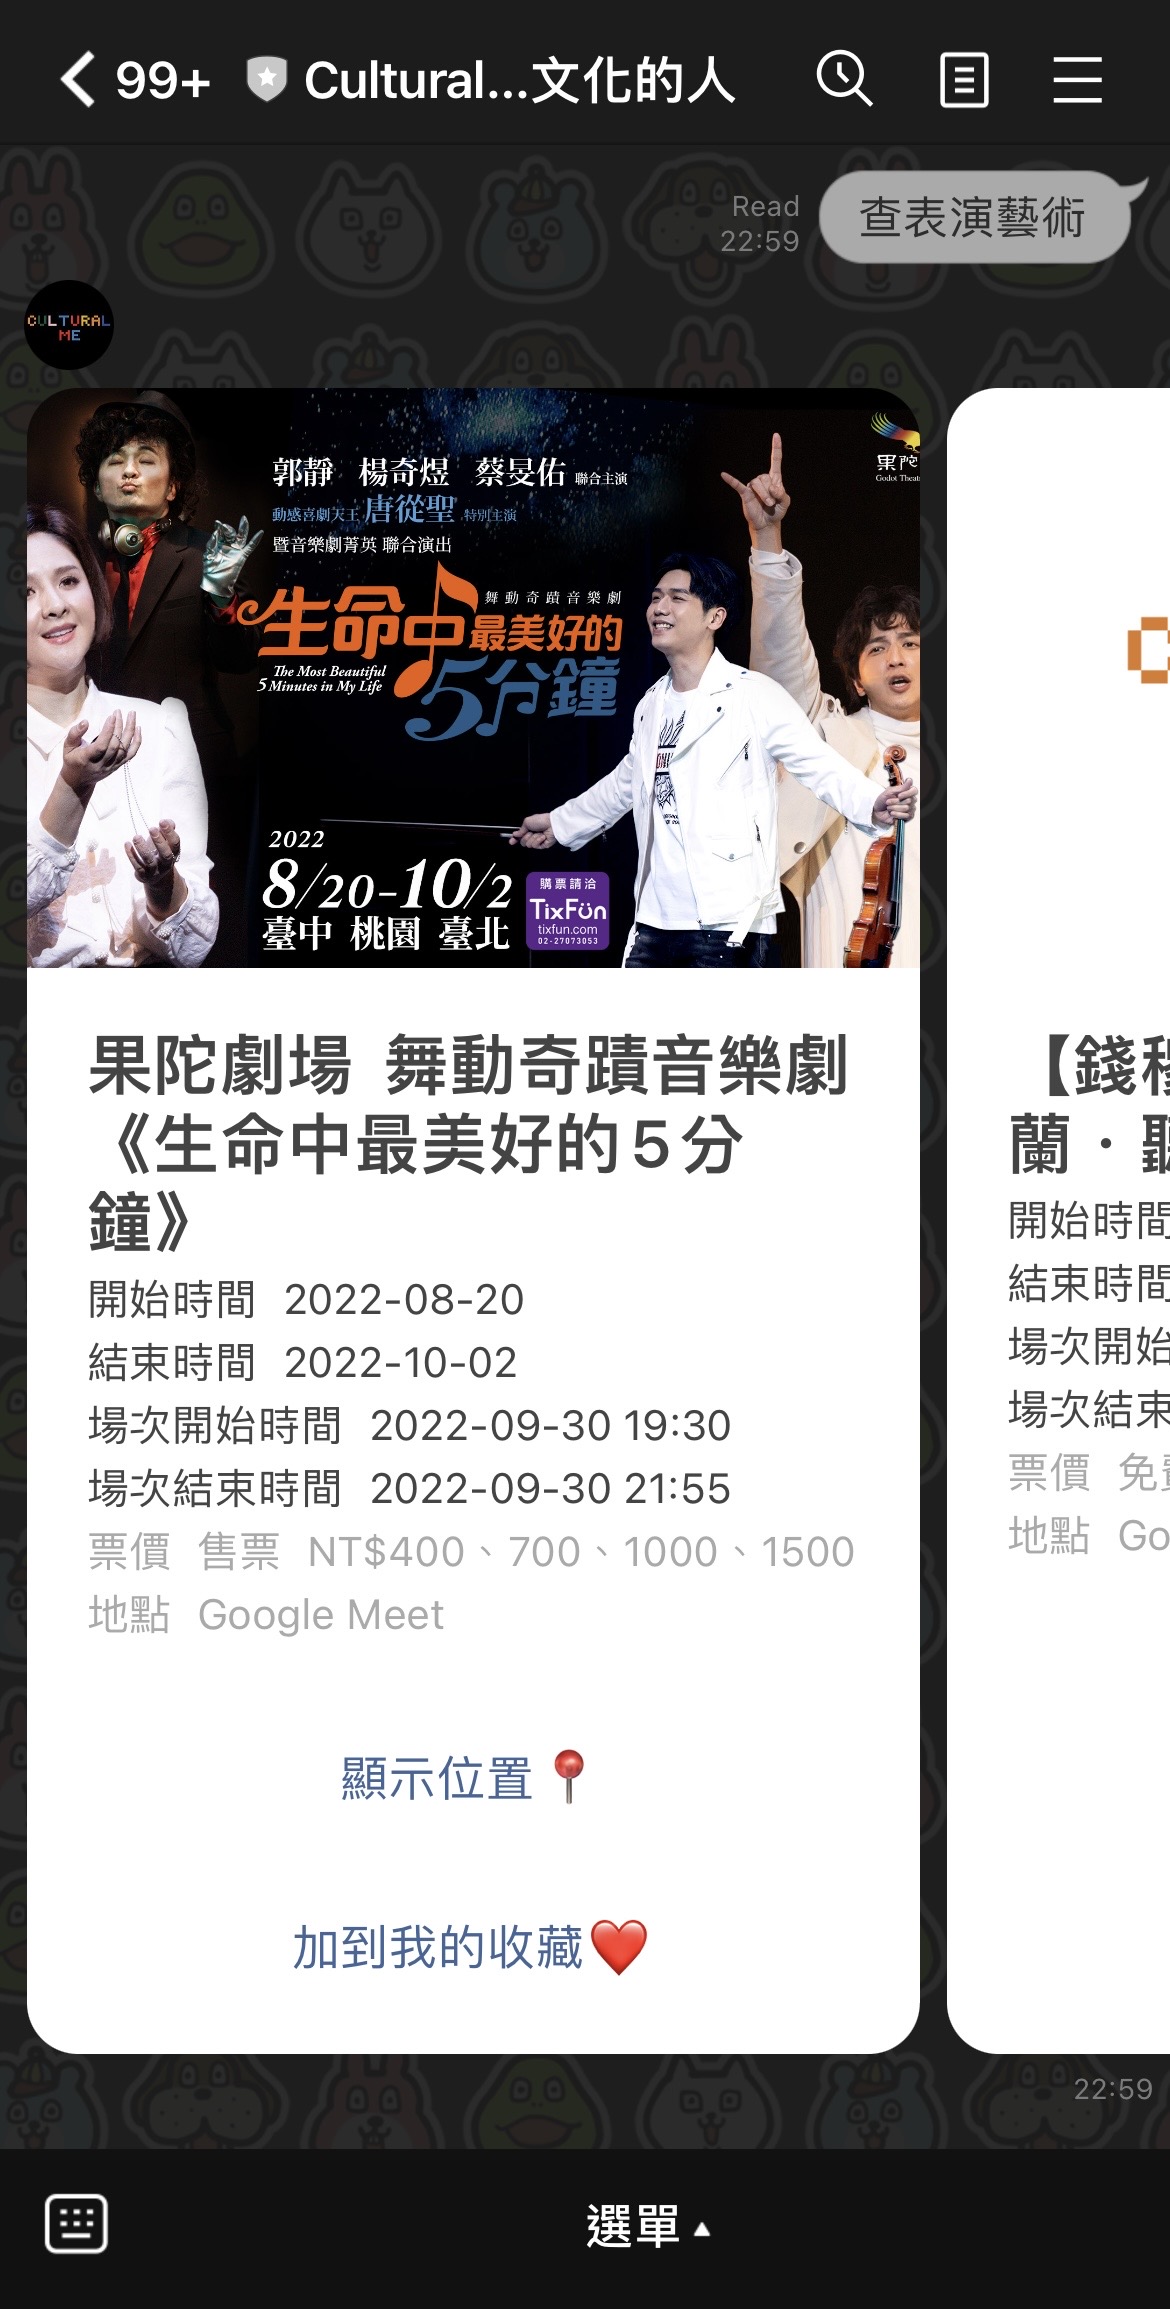 99+
Cultural...文化的人
Read
22:59
查表演藝術
CULTURAL
ME
郭靜 楊奇煜 蔡旻佑 聯合主演
動感喜劇天王 唐從聖 特別主演
暨音樂劇菁英 聯合演出
舞動奇蹟音樂劇
生命中最美好的
5分鐘
The Most Beautiful
5 Minutes in My Life
果陀
Godot Theat
2022
8/20-10/2
臺中 桃園 臺北
購票請洽
TixFün
tixfun.com
02-27073053
果陀劇場 舞動奇蹟音樂劇
《生命中最美好的5分
鐘》
開始時間 2022-08-20
結束時間 2022-10-02
場次開始時間 2022-09-30 19:30
場次結束時間 2022-09-30 21:55
票價 售票 NT$400、700、1000、1500
地點 Google Meet
顯示位置📍
加到我的收藏❤️
C
【錢穆
蘭・聽
開始時間
結束時間
場次開始
場次結束
票價 免費
地點 Go
22:59
選單▲